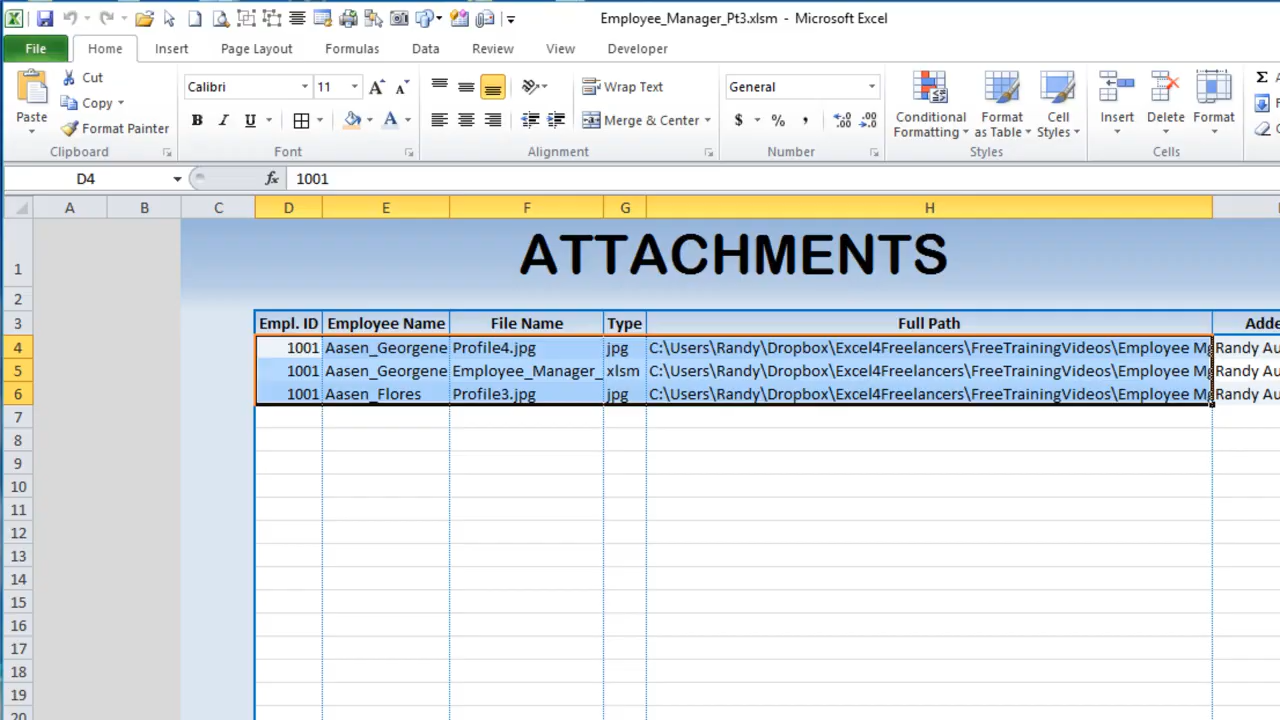 Employee_Manager_Pt3.xlsm - Microsoft Excel
File Home Insert Page Layout Formulas Data Review View Developer
Paste
Cut
Copy
Format Painter
Clipboard
Calibri 11
B I U
Font
Wrap Text
Merge & Center
Alignment
General
$ % ,
Number
Conditional Formatting
Format as Table
Cell Styles
Styles
Insert
Delete
Format
Cells
D4 fx 1001
A B C D E F G H
1 ATTACHMENTS
2
3 Empl. ID Employee Name File Name Type Full Path
4 1001 Aasen_Georgene Profile4.jpg jpg C:\Users\Randy\Dropbox\Excel4Freelancers\FreeTrainingVideos\Employee Randy
5 1001 Aasen_Georgene Employee_Manager_ xlsm C:\Users\Randy\Dropbox\Excel4Freelancers\FreeTrainingVideos\Employee Randy
6 1001 Aasen_Flores Profile3.jpg jpg C:\Users\Randy\Dropbox\Excel4Freelancers\FreeTrainingVideos\Employee Randy
7
8
9
10
11
12
13
14
15
16
17
18
19
20